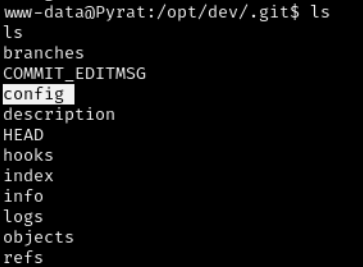 www-data@Pyrat:/opt/dev/.git$ ls
ls
branches
COMMIT_EDITMSG
config
description
HEAD
hooks
index
info
logs
objects
refs